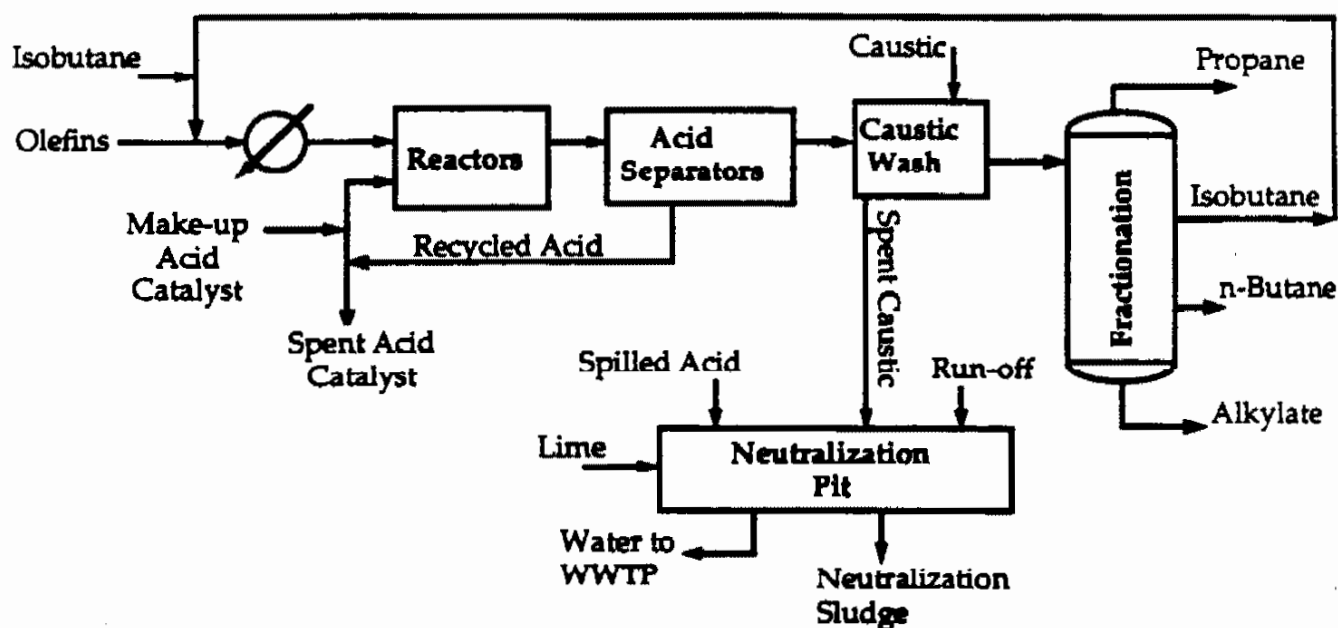 Isobutane
Olefins
Make-up
Acid
Catalyst
Reactors
Recycled Acid
Spent Acid
Catalyst
Acid
Separators
Caustic
Caustic
Wash
Spent Caustic
Propane
Isobutane
n-Butane
Alkylate
Fractionation
Spilled Acid
Run-off
Lime
Neutralization
Pit
Water to
WWTP
Neutralization
Sludge